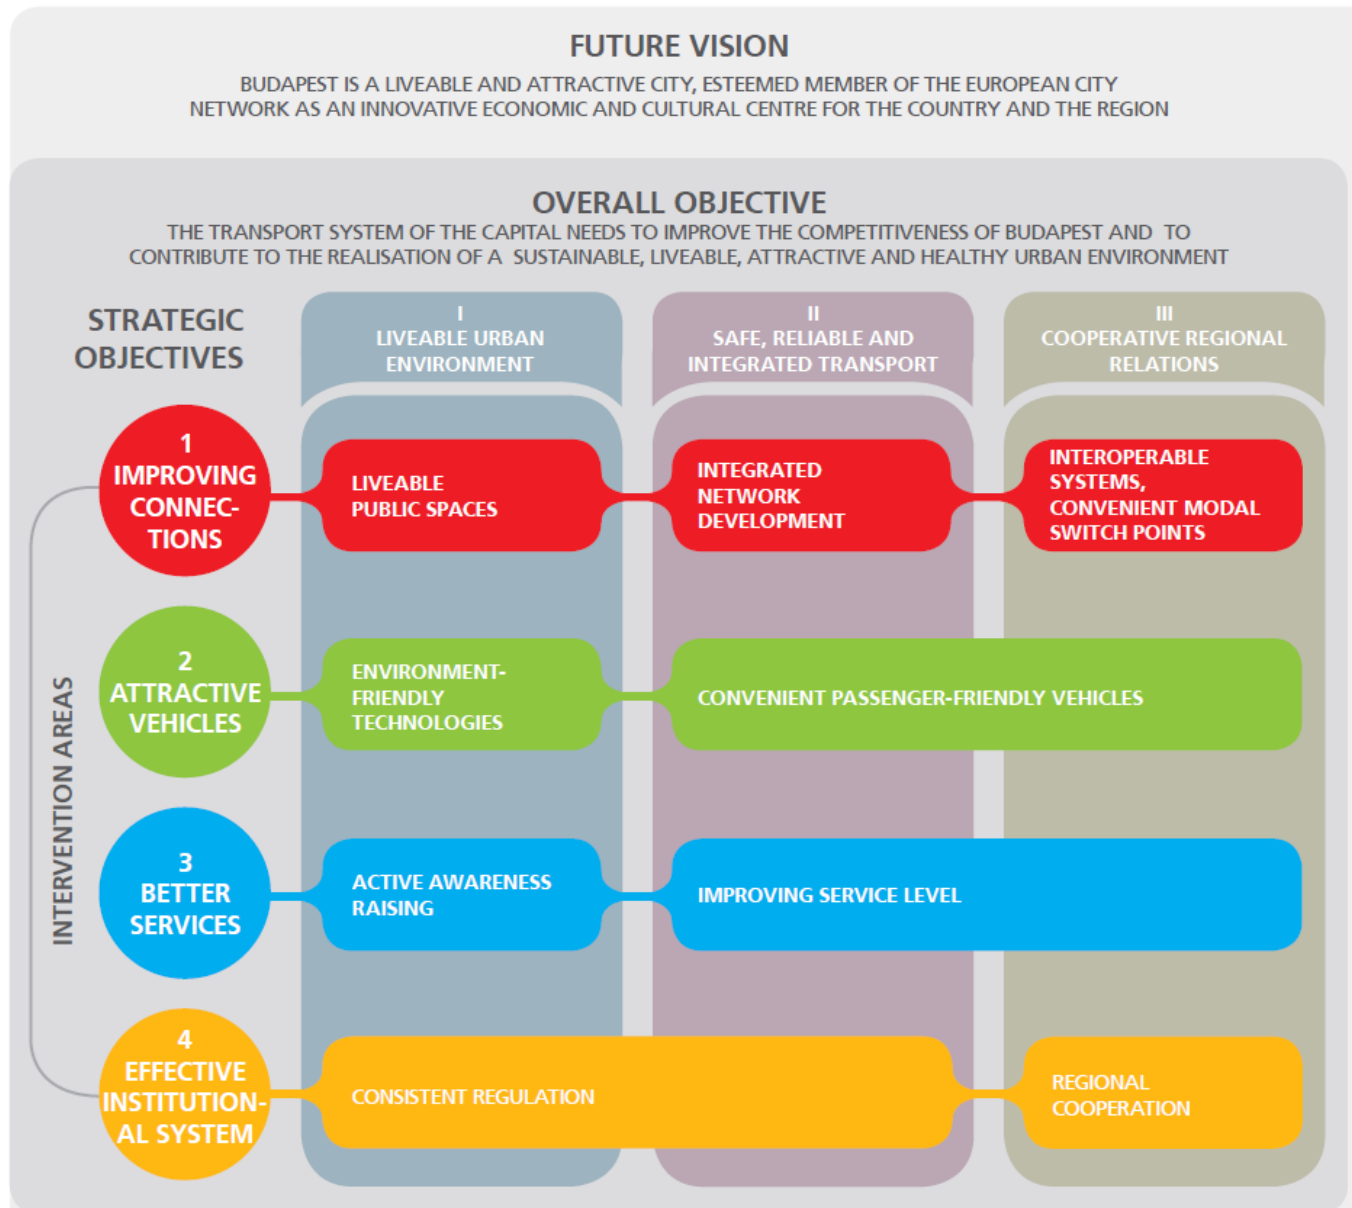 FUTURE VISION
BUDAPEST IS A LIVEABLE AND ATTRACTIVE CITY, ESTEEMED MEMBER OF THE EUROPEAN CITY
NETWORK AS AN INNOVATIVE ECONOMIC AND CULTURAL CENTRE FOR THE COUNTRY AND THE REGION
OVERALL OBJECTIVE
THE TRANSPORT SYSTEM OF THE CAPITAL NEEDS TO IMPROVE THE COMPETITIVENESS OF BUDAPEST AND TO
CONTRIBUTE TO THE REALISATION OF A SUSTAINABLE, LIVEABLE, ATTRACTIVE AND HEALTHY URBAN ENVIRONMENT
STRATEGIC
OBJECTIVES
I
LIVEABLE URBAN
ENVIRONMENT
II
SAFE, RELIABLE AND
INTEGRATED TRANSPORT
III
COOPERATIVE REGIONAL
RELATIONS
INTERVENTION AREAS
1
IMPROVING
CONNEC-
TIONS
LIVEABLE
PUBLIC SPACES
INTEGRATED
NETWORK
DEVELOPMENT
INTEROPERABLE
SYSTEMS,
CONVENIENT MODAL
SWITCH POINTS
2
ATTRACTIVE
VEHICLES
ENVIRONMENT-
FRIENDLY
TECHNOLOGIES
CONVENIENT PASSENGER-FRIENDLY VEHICLES
3
BETTER
SERVICES
ACTIVE AWARENESS
RAISING
IMPROVING SERVICE LEVEL
4
EFFECTIVE
INSTITUTION-
AL SYSTEM
CONSISTENT REGULATION
REGIONAL
COOPERATION